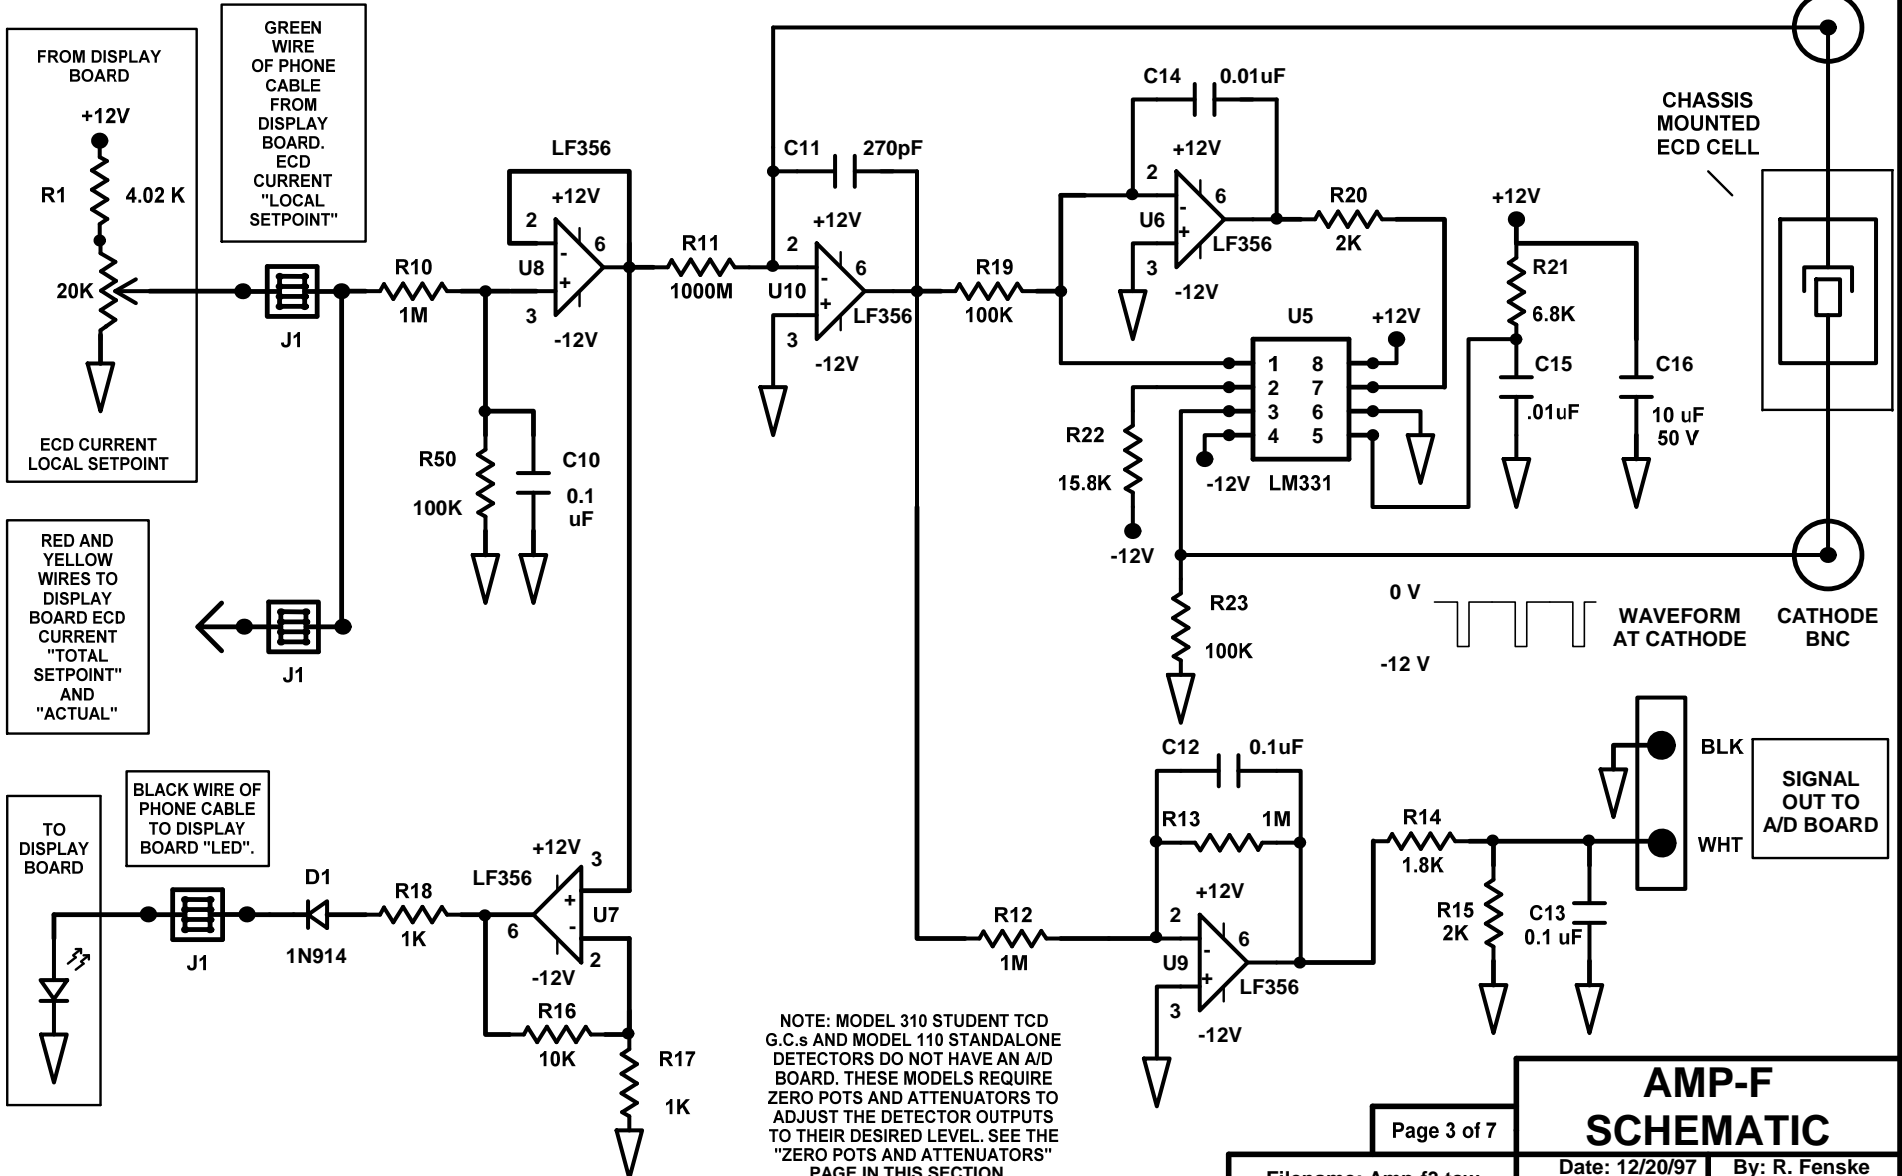 FROM DISPLAY
BOARD
+12V
R1
4.02 K
20K
ECD CURRENT
LOCAL SETPOINT
GREEN
WIRE
OF PHONE
CABLE
FROM
DISPLAY
BOARD.
ECD
CURRENT
"LOCAL
SETPOINT"
J1
R10
1M
LF356
+12V
2
6
U8
-
+
3
-12V
R50
100K
C10
0.1
uF
R11
1000M
C11
270pF
+12V
2
6
U10
-
+
LF356
3
-12V
R19
100K
C14
0.01uF
+12V
2
6
U6
-
+
LF356
3
-12V
R20
2K
U5
+12V
1 8
2 7
3 6
4 5
-12V
LM331
R22
15.8K
-12V
+12V
R21
6.8K
C15
.01uF
C16
10 uF
50 V
CHASSIS
MOUNTED
ECD CELL
RED AND
YELLOW
WIRES TO
DISPLAY
BOARD ECD
CURRENT
"TOTAL
SETPOINT"
AND
"ACTUAL"
J1
R23
100K
0 V
-12 V
WAVEFORM
AT CATHODE
CATHODE
BNC
TO
DISPLAY
BOARD
BLACK WIRE OF
PHONE CABLE
TO DISPLAY
BOARD "LED".
J1
D1
1N914
R18
1K
LF356
+12V
3
6
+
-
U7
2
-12V
R16
10K
R17
1K
C12
0.1uF
R13
1M
R12
1M
+12V
2
6
U9
-
+
LF356
3
-12V
R14
1.8K
R15
2K
C13
0.1 uF
BLK
WHT
SIGNAL
OUT TO
A/D BOARD
NOTE: MODEL 310 STUDENT TCD
G.C.s AND MODEL 110 STANDALONE
DETECTORS DO NOT HAVE AN A/D
BOARD. THESE MODELS REQUIRE
ZERO POTS AND ATTENUATORS TO
ADJUST THE DETECTOR OUTPUTS
TO THEIR DESIRED LEVEL. SEE THE
"ZERO POTS AND ATTENUATORS"
PAGE IN THIS SECTION
AMP-F
SCHEMATIC
Page 3 of 7
Date: 12/20/97
By: R. Fenske